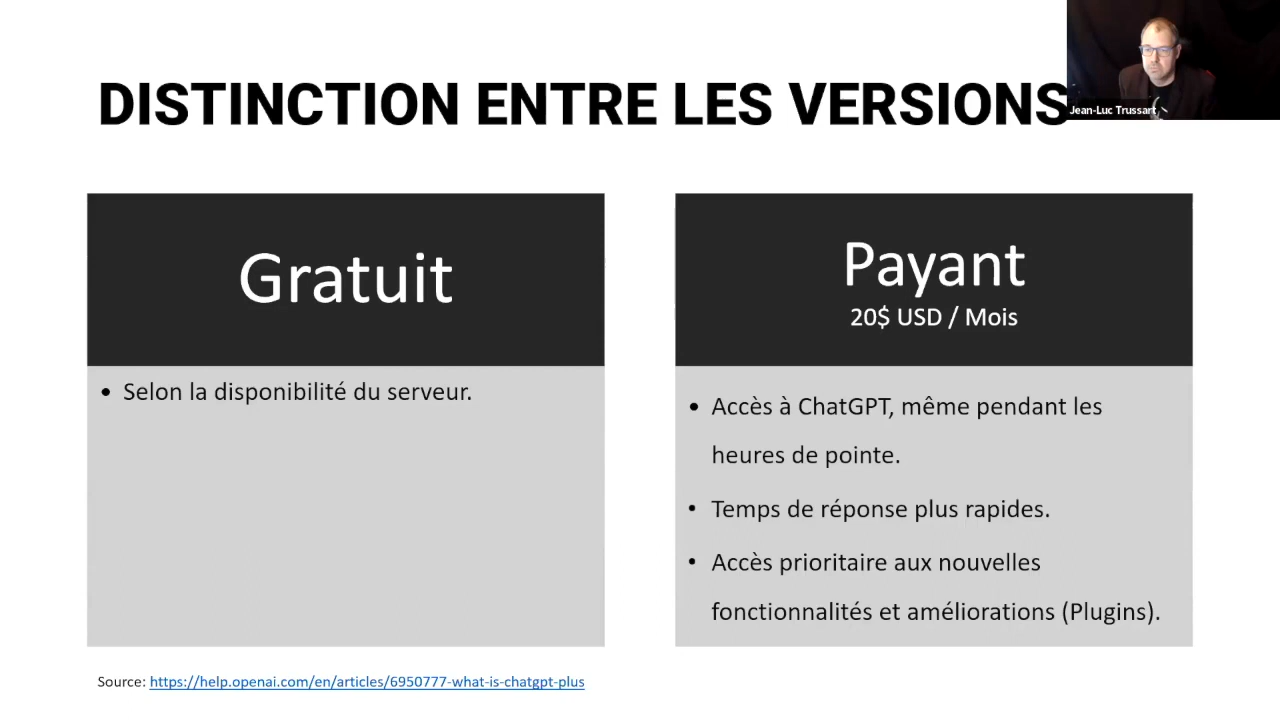 DISTINCTION ENTRE LES VERSIONS
Jean-Luc Trussart
Gratuit
• Selon la disponibilité du serveur.
Payant
20$ USD / Mois
• Accès à ChatGPT, même pendant les
heures de pointe.
• Temps de réponse plus rapides.
• Accès prioritaire aux nouvelles
fonctionnalités et améliorations (Plugins).
Source: https://help.openai.com/en/articles/6950777-what-is-chatgpt-plus